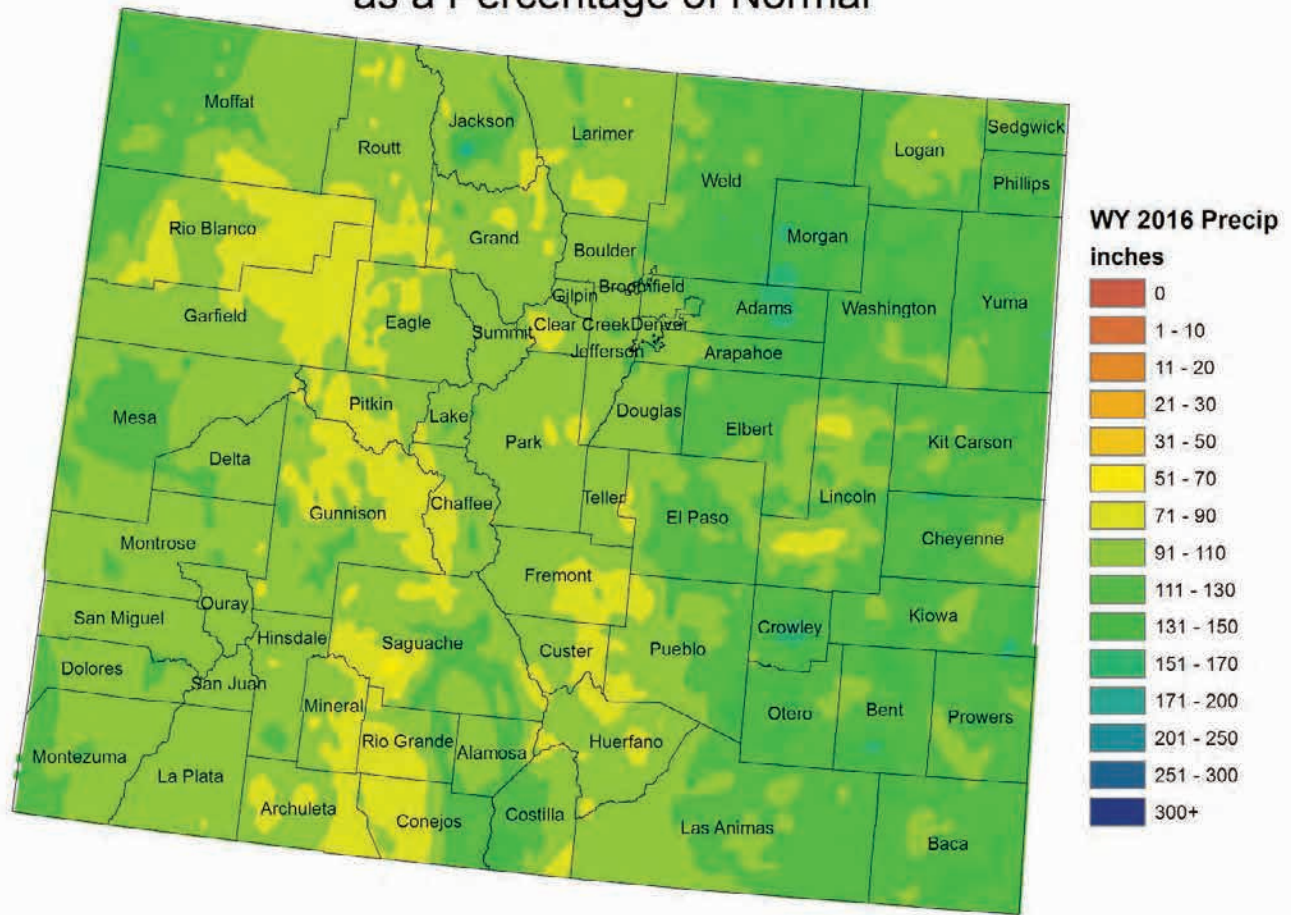 as a Percentage of Normal
Moffat
Routt
Jackson
Larimer
Weld
Logan
Sedgwick
Phillips
Morgan
Rio Blanco
Grand
Boulder
Broomfield
Gilpin
Garfield
Eagle
Summit
Clear Creek
Denver
Jefferson
Adams
Arapahoe
Washington
Yuma
Mesa
Pitkin
Lake
Park
Douglas
Elbert
Kit Carson
Delta
Gunnison
Chaffee
Teller
El Paso
Lincoln
Cheyenne
Montrose
Fremont
Ouray
San Miguel
Hinsdale
Saguache
Custer
Pueblo
Crowley
Kiowa
Dolores
San Juan
Mineral
Rio Grande
Alamosa
Huerfano
Otero
Bent
Prowers
Montezuma
La Plata
Archuleta
Conejos
Costilla
Las Animas
Baca
WY 2016 Precip
inches
0
1 - 10
11 - 20
21 - 30
31 - 50
51 - 70
71 - 90
91 - 110
111 - 130
131 - 150
151 - 170
171 - 200
201 - 250
251 - 300
300+